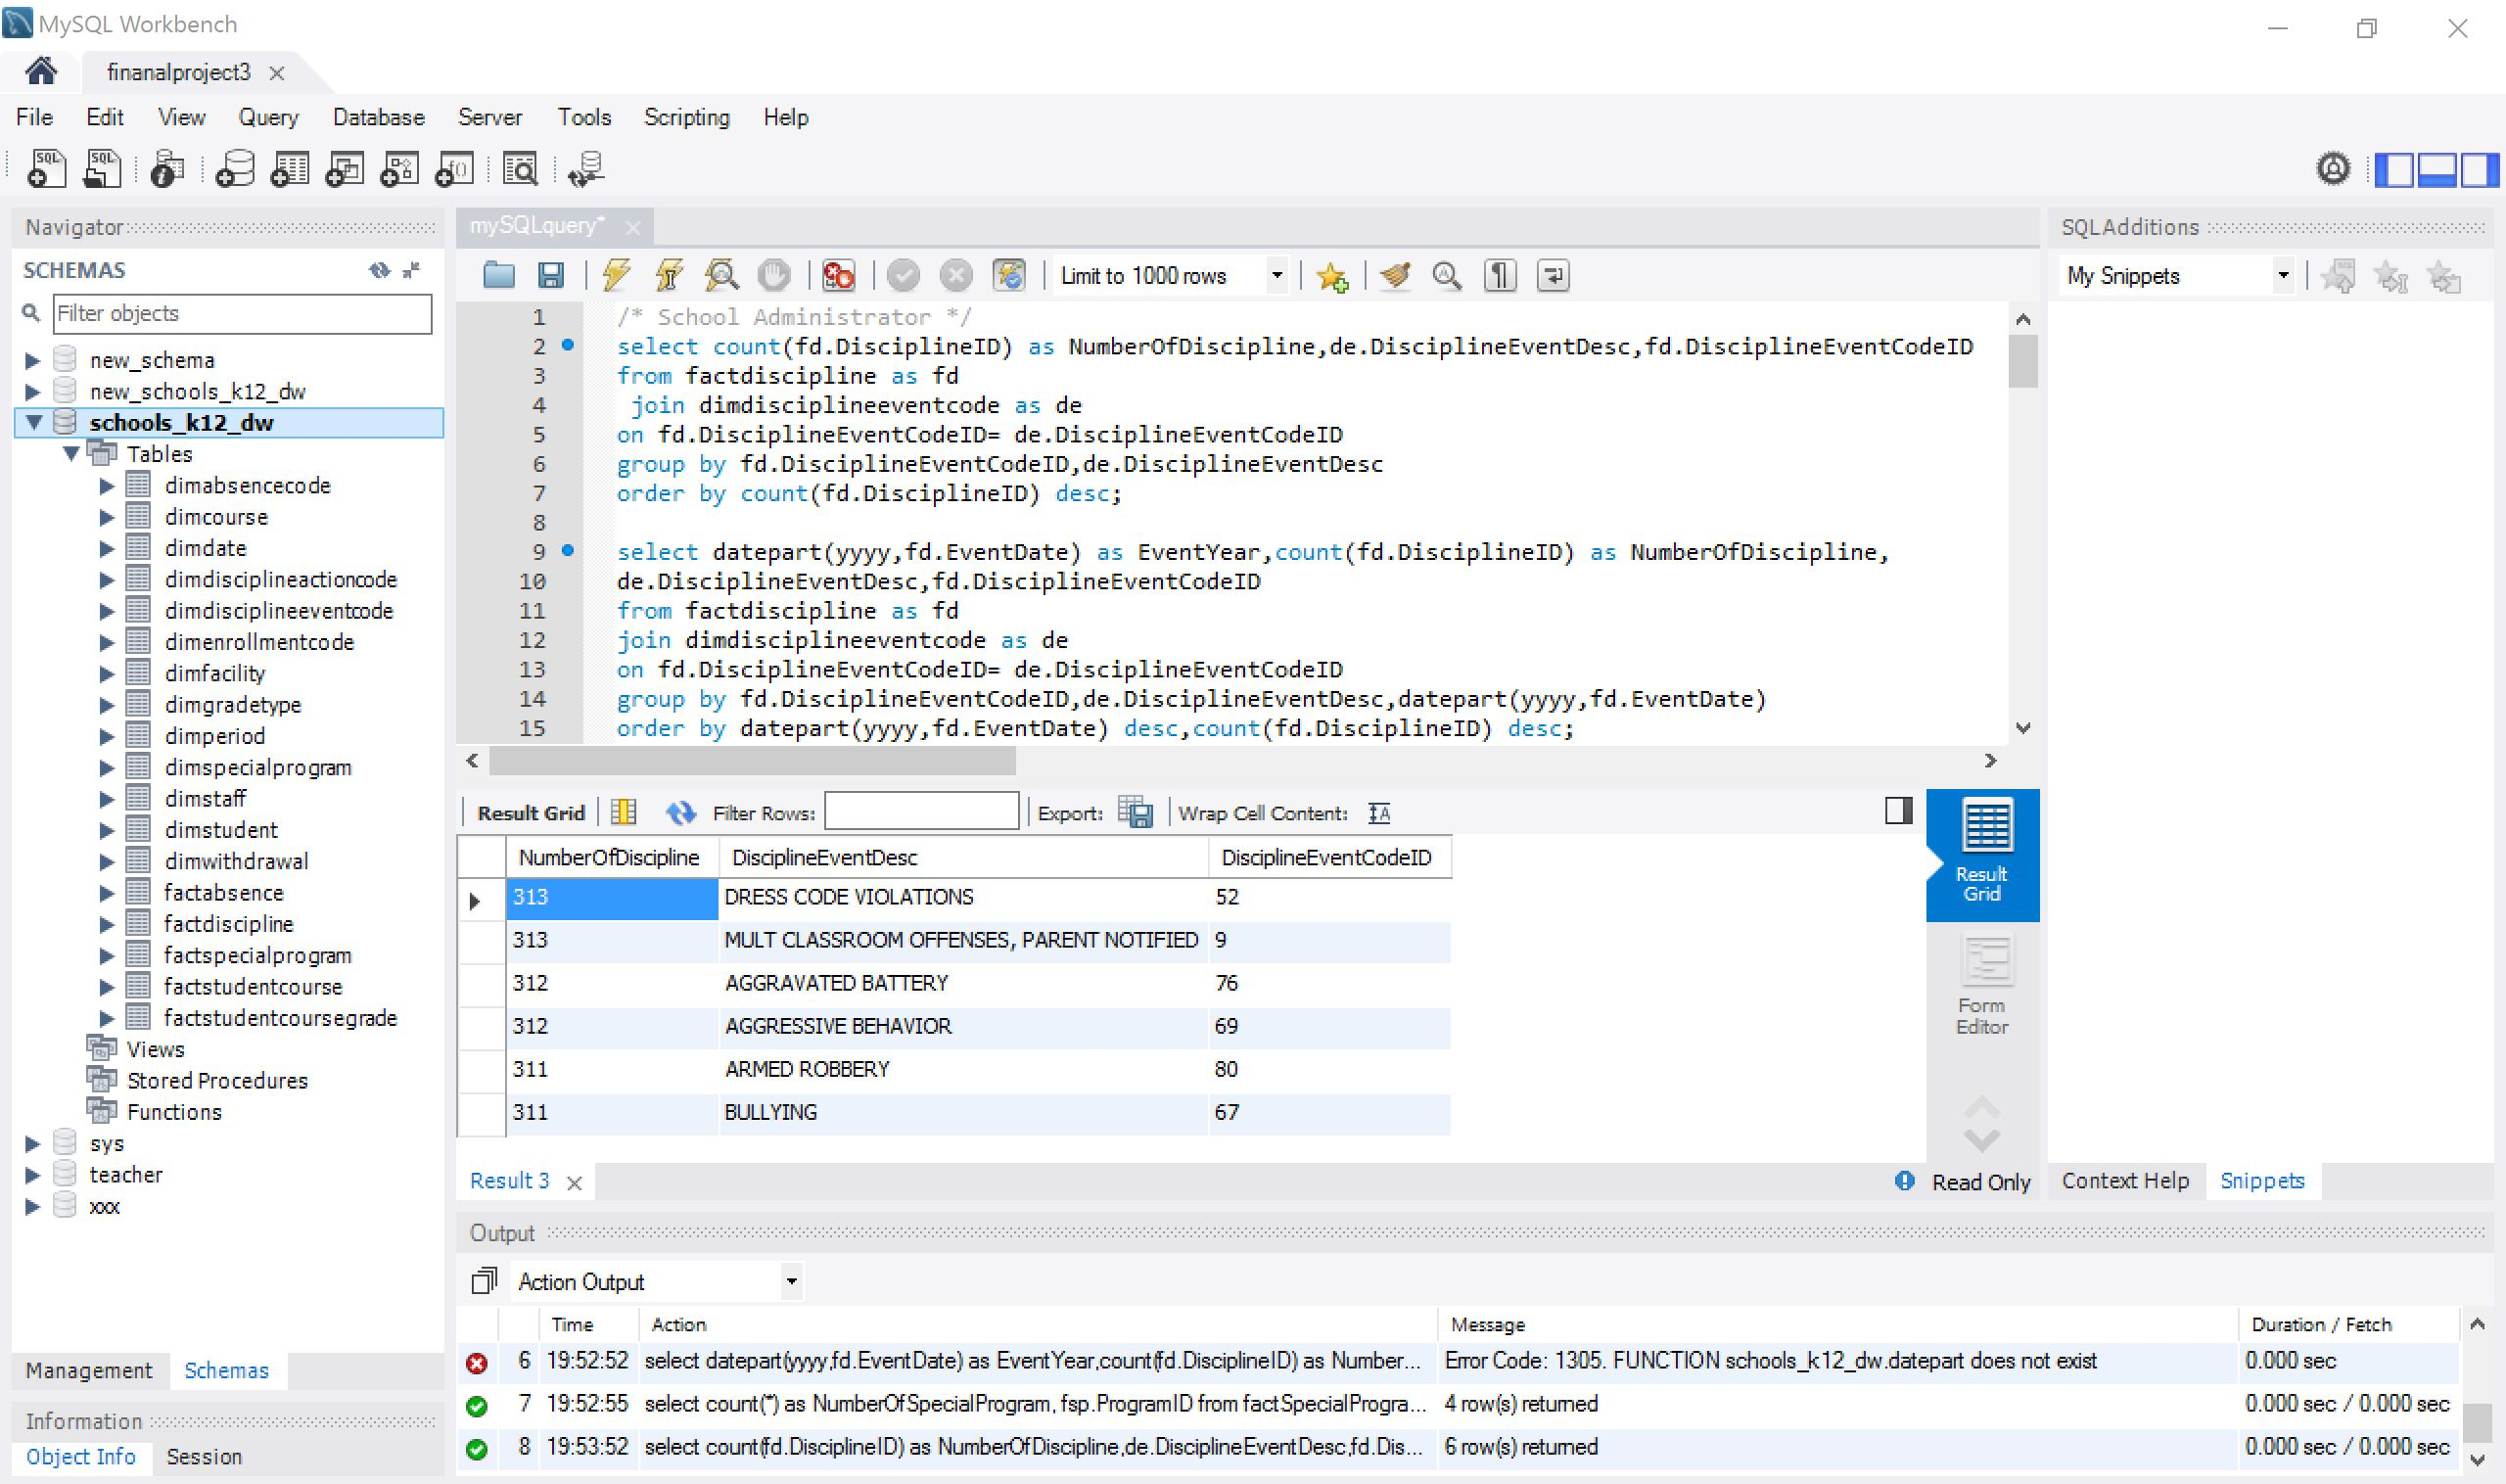 MySQL Workbench
finanalproject3
File Edit View Query Database Server Tools Scripting Help
Navigator
SCHEMAS
Filter objects
new_schema
new_schools_k12_dw
schools_k12_dw
Tables
dimabsencecode
dimcourse
dimdate
dimdisciplineactioncode
dimdisciplineeventcode
dimenrollmentcode
dimfacility
dimgradetype
dimperiod
dimspecialprogram
dimstaff
dimstudent
dimwithdrawal
factabsence
factdiscipline
factspecialprogram
factstudentcourse
factstudentcoursegrade
Views
Stored Procedures
Functions
sys
teacher
xxx
Management Schemas
Information
Object Info Session
mySQLquery*
Limit to 1000 rows
1 /* School Administrator */
2 select count(fd.DisciplineID) as NumberOfDiscipline,de.DisciplineEventDesc,fd.DisciplineEventCodeID
3 from factdiscipline as fd
4 join dimdisciplineeventcode as de
5 on fd.DisciplineEventCodeID= de.DisciplineEventCodeID
6 group by fd.DisciplineEventCodeID,de.DisciplineEventDesc
7 order by count(fd.DisciplineID) desc;
8
9 select datepart(yyyy,fd.EventDate) as EventYear,count(fd.DisciplineID) as NumberOfDiscipline,
10 de.DisciplineEventDesc,fd.DisciplineEventCodeID
11 from factdiscipline as fd
12 join dimdisciplineeventcode as de
13 on fd.DisciplineEventCodeID= de.DisciplineEventCodeID
14 group by fd.DisciplineEventCodeID,de.DisciplineEventDesc,datepart(yyyy,fd.EventDate)
15 order by datepart(yyyy,fd.EventDate) desc,count(fd.DisciplineID) desc;
Result Grid Filter Rows: Export: Wrap Cell Content:
NumberOfDiscipline DisciplineEventDesc DisciplineEventCodeID
313 DRESS CODE VIOLATIONS 52
313 MULT CLASSROOM OFFENSES, PARENT NOTIFIED 9
312 AGGRAVATED BATTERY 76
312 AGGRESSIVE BEHAVIOR 69
311 ARMED ROBBERY 80
311 BULLYING 67
Result
Grid
Form
Editor
Result 3 Read Only
SQLAdditions
My Snippets
Context Help Snippets
Output
Action Output
Time Action Message Duration / Fetch
6 19:52:52 select datepart(yyyy,fd.EventDate) as EventYear,count(fd.DisciplineID) as Number... Error Code: 1305. FUNCTION schools_k12_dw.datepart does not exist 0.000 sec
7 19:52:55 select count(*) as NumberOfSpecialProgram, fsp.ProgramID from factSpecialProgra... 4 row(s) returned 0.000 sec / 0.000 sec
8 19:53:52 select count(fd.DisciplineID) as NumberOfDiscipline,de.DisciplineEventDesc,fd.Dis... 6 row(s) returned 0.000 sec / 0.000 sec